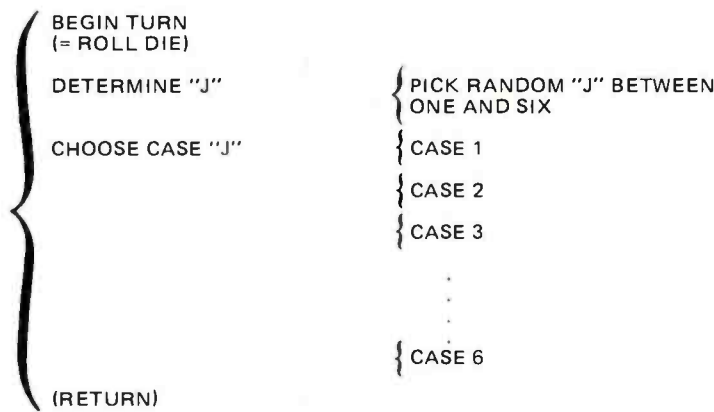 BEGIN TURN
(= ROLL DIE)
DETERMINE "J"
PICK RANDOM "J" BETWEEN
ONE AND SIX
CHOOSE CASE "J"
CASE 1
CASE 2
CASE 3
CASE 6
(RETURN)